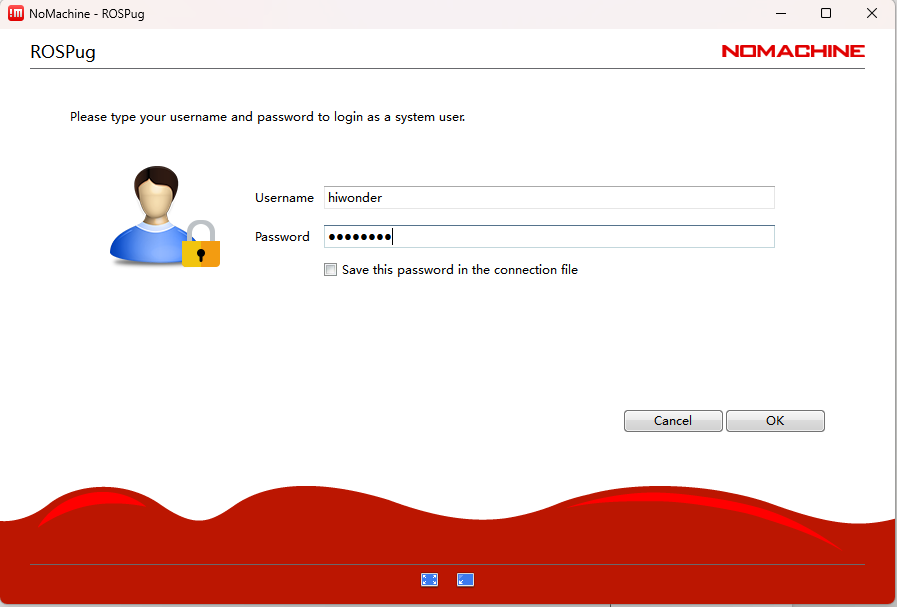 !M NoMachine - ROSPug
ROSPug
NOMACHINE
Please type your username and password to login as a system user.
Username hiwonder
Password ●●●●●●●●
Save this password in the connection file
Cancel OK